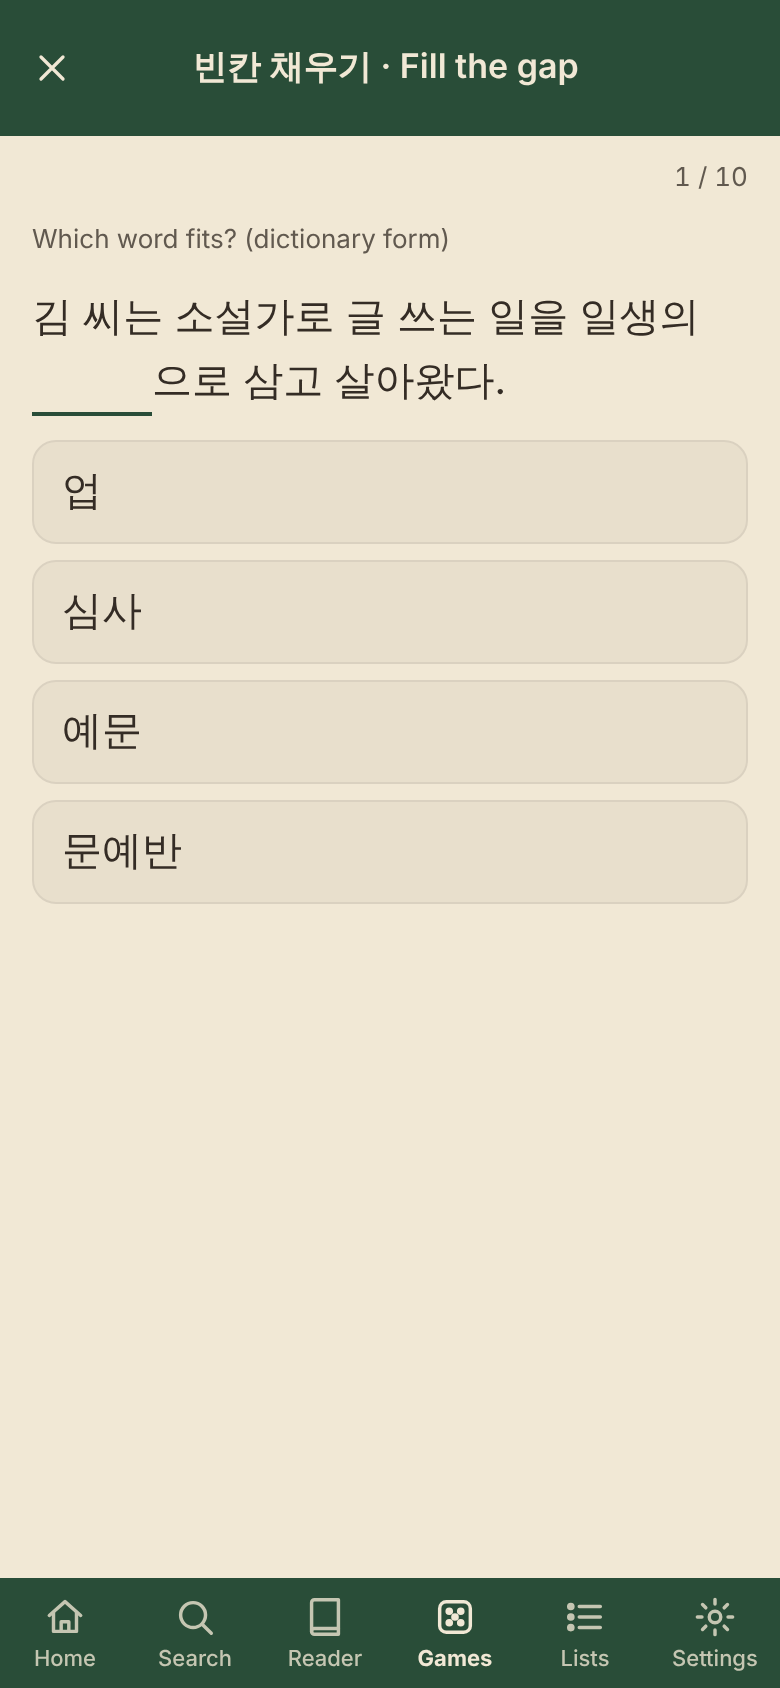 빈칸 채우기 · Fill the gap
1 / 10
Which word fits? (dictionary form)
김 씨는 소설가로 글 쓰는 일을 일생의
으로 삼고 살아왔다.
업
심사
예문
문예반
Home
Search
Reader
Games
Lists
Settings